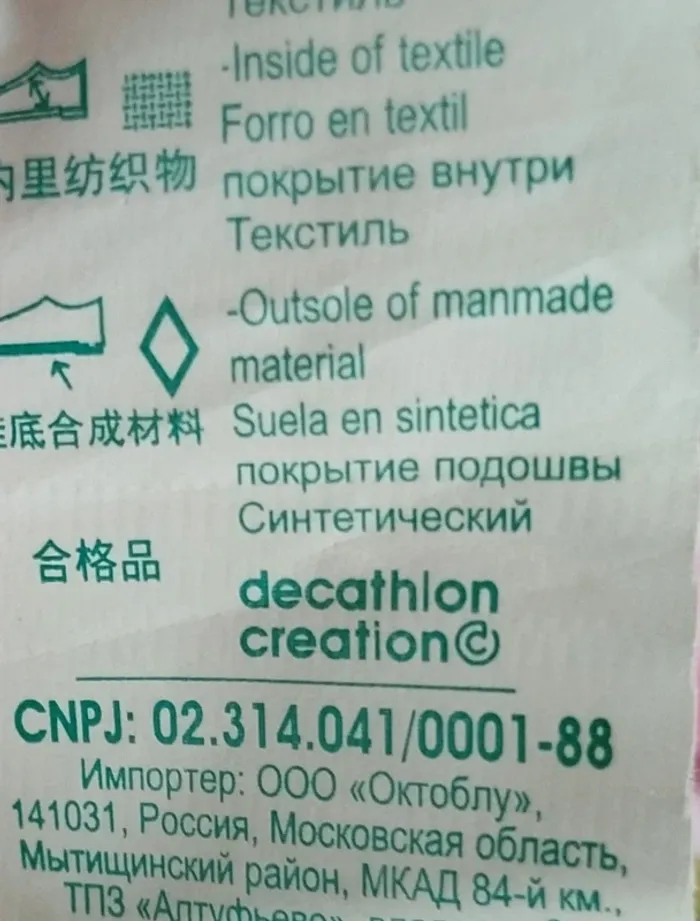 Текстиль
-Inside of textile
Forro en textil
内里纺织物
покрытие внутри
Текстиль
-Outsole of manmade
material
底合成材料
Suela en sintetica
покрытие подошвы
Синтетический
合格品
decathlon
creation©
CNPJ: 02.314.041/0001-88
Импортер: ООО «Октоблу»,
141031, Россия, Московская область,
Мытищинский район, МКАД 84-й км.,
ТПЗ «Алтуфьево»,